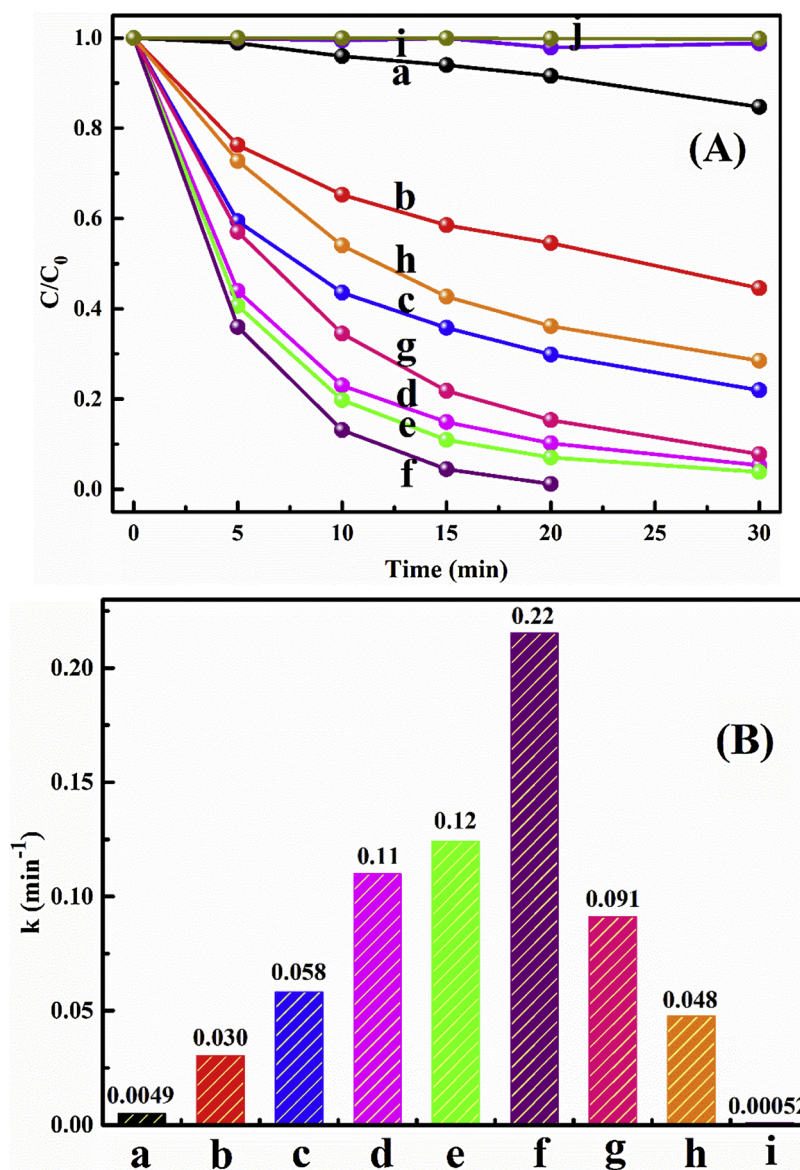 (A)
C/C0
1.0
0.8
0.6
0.4
0.2
0.0
i
j
a
b
h
c
g
d
e
f
0 5 10 15 20 25 30
Time (min)
(B)
k (min-1)
0.20
0.15
0.10
0.05
0.00
0.0049
0.030
0.058
0.11
0.12
0.22
0.091
0.048
0.00052
a b c d e f g h i